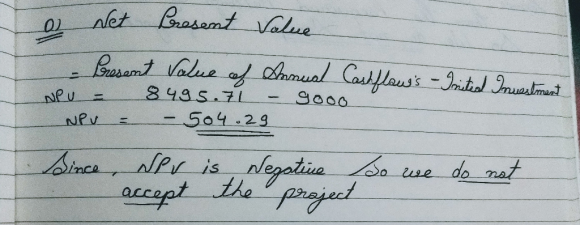 a) Net Present Value
= Present Value of Annual Cashflow's - Initial Investment
NPV = 8495.71 - 9000
NPV = - 504.29
Since, NPV is Negative So we do not
accept the project